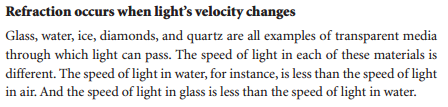 Refraction occurs when light's velocity changes
Glass, water, ice, diamonds, and quartz are all examples of transparent media
through which light can pass. The speed of light in each of these materials is
different. The speed of light in water, for instance, is less than the speed of light
in air. And the speed of light in glass is less than the speed of light in water.